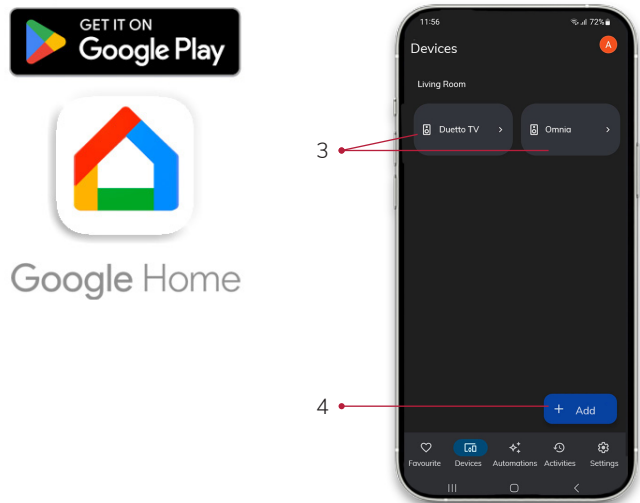 GET IT ON
Google Play
Google Home
3
4
11:56
72%
Devices
A
Living Room
Duetto TV
Omnia
+ Add
Favourite
Devices
Automations
Activities
Settings